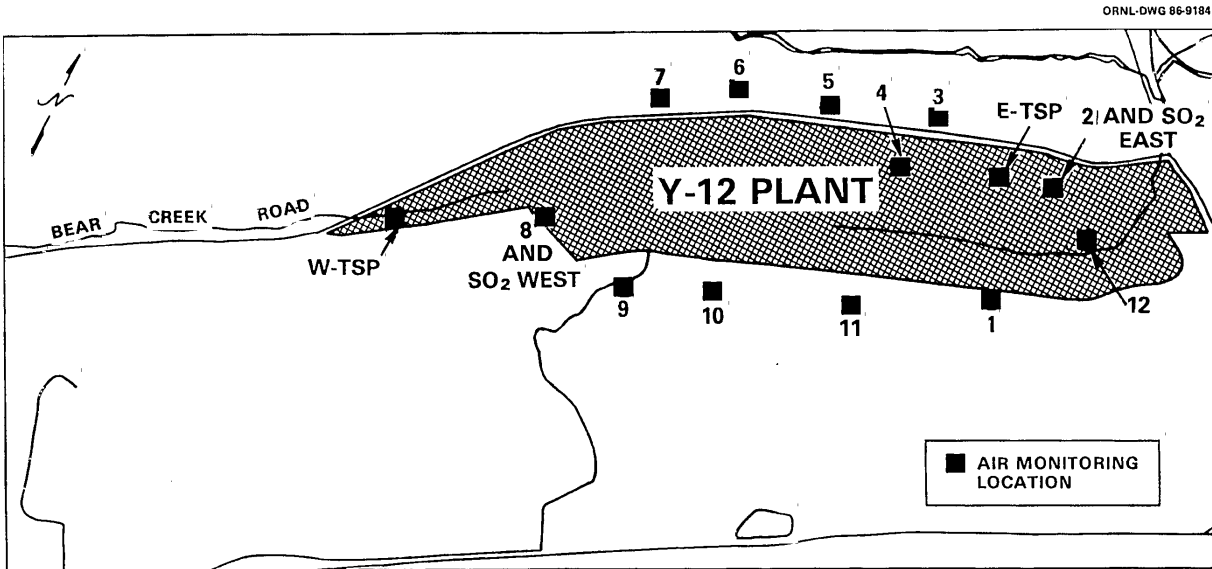 ORNL-DWG 86-9184
N
7
6
5
4
3
E-TSP
2 AND SO₂
EAST
Y-12 PLANT
BEAR CREEK ROAD
W-TSP
8
AND
SO₂ WEST
9
10
11
1
12
AIR MONITORING
LOCATION